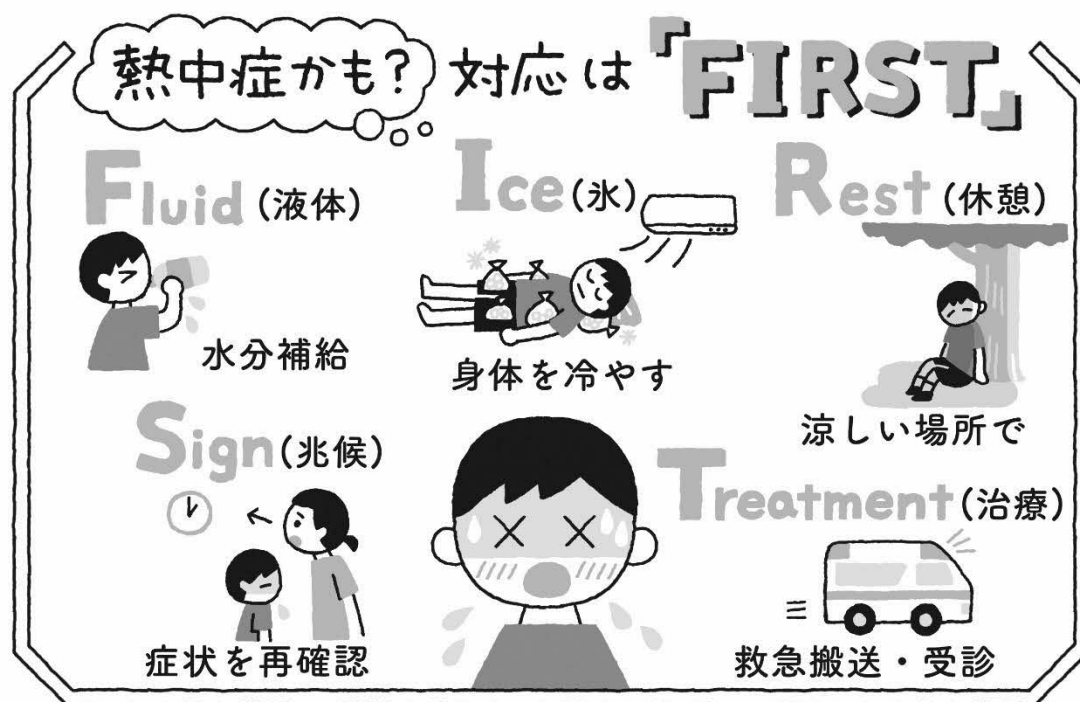 熱中症かも？ 対応は「FIRST」
Fluid（液体）
水分補給
Ice（氷）
身体を冷やす
Rest（休憩）
涼しい場所で
Sign（兆候）
症状を再確認
Treatment（治療）
救急搬送・受診